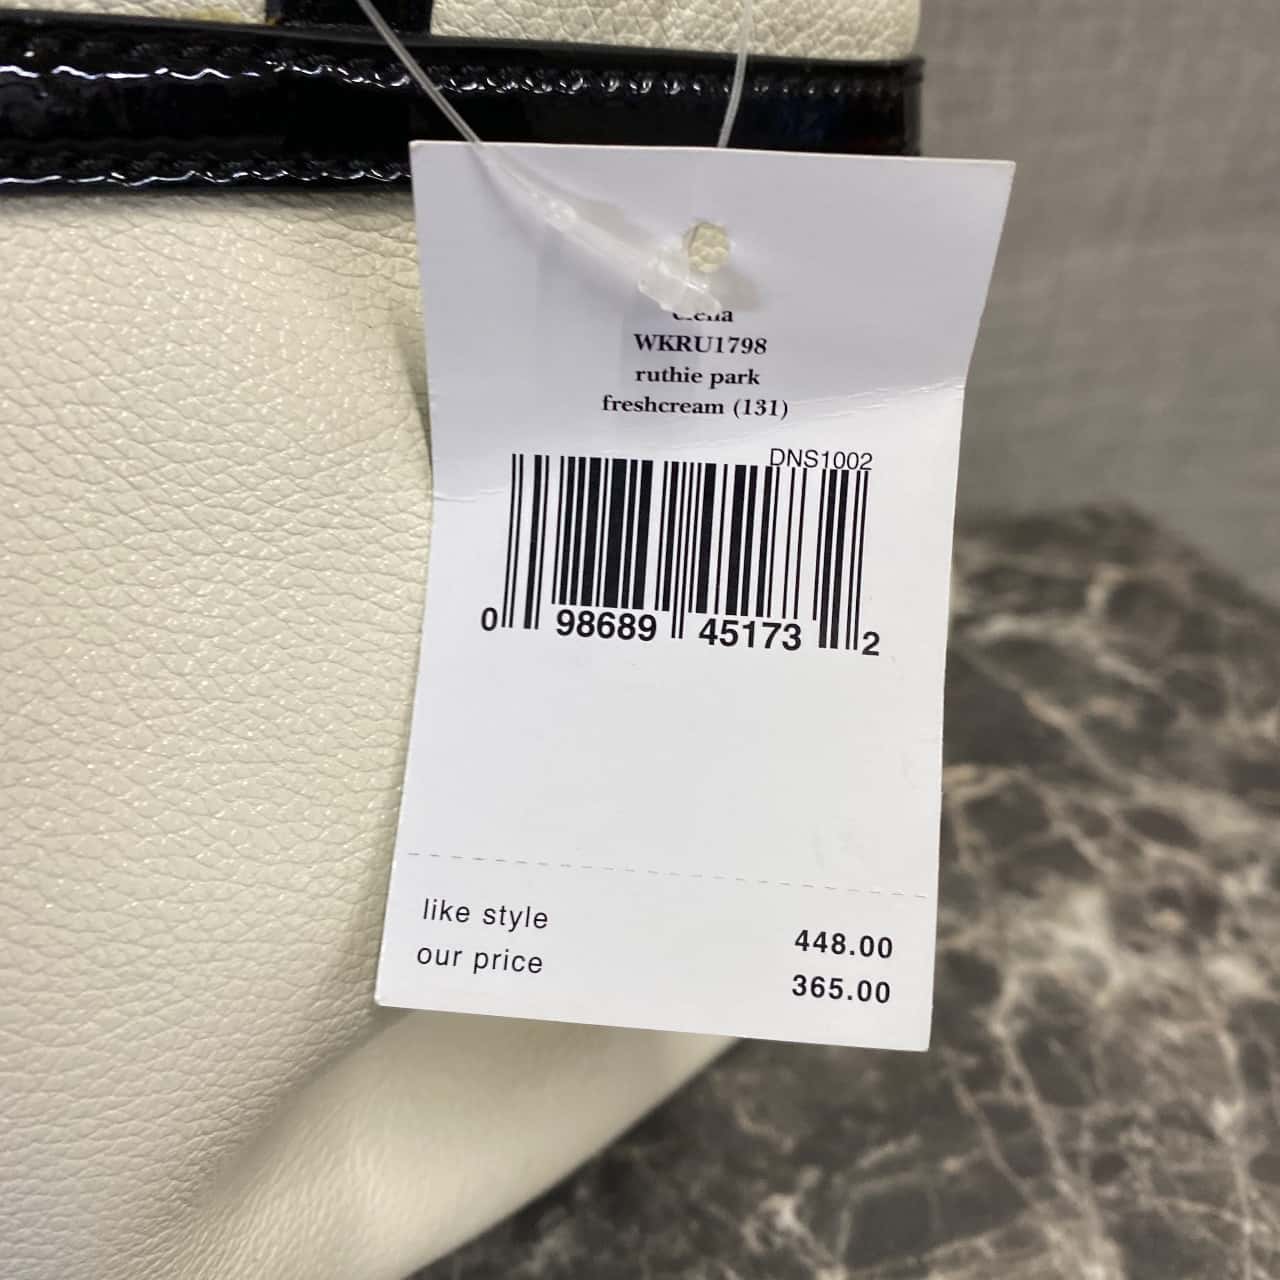 WKRU1798
ruthie park
freshcream (131)
DNS1002
0 98689 45173 2
like style 448.00
our price 365.00